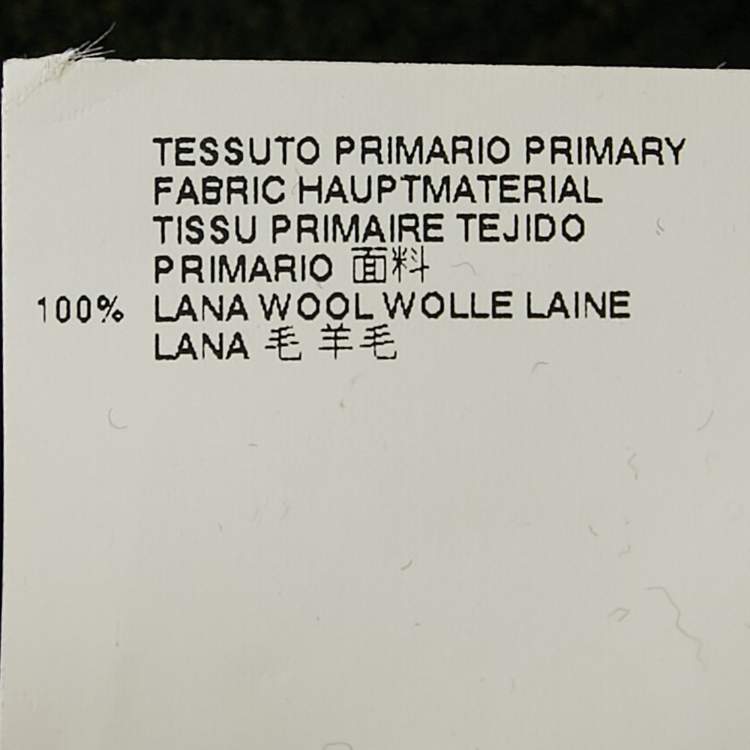 TESSUTO PRIMARIO PRIMARY
FABRIC HAUPTMATERIAL
TISSU PRIMAIRE TEJIDO
PRIMARIO 面料
100% LANA WOOL WOLLE LAINE
LANA 毛 羊毛